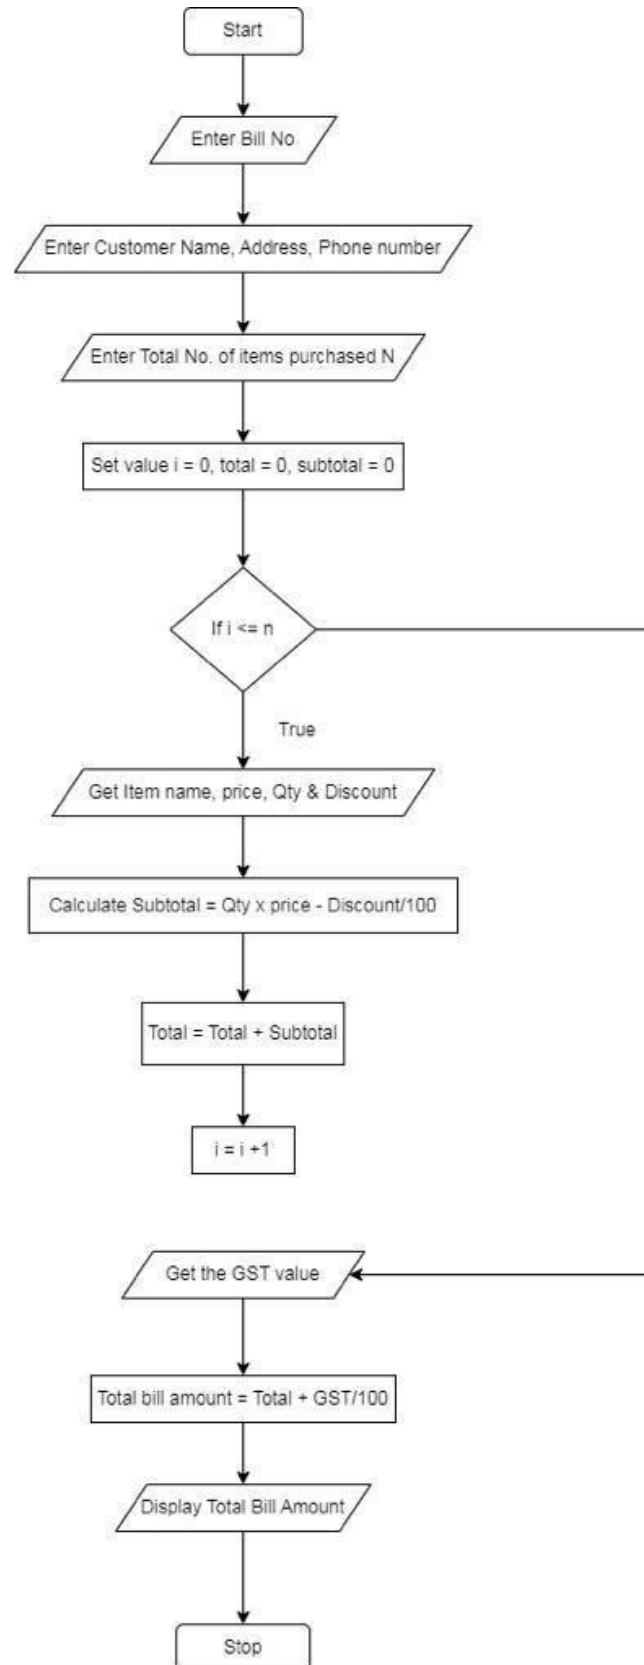 Start
Enter Bill No
Enter Customer Name, Address, Phone number
Enter Total No. of items purchased N
Set value i = 0, total = 0, subtotal = 0
If i <= n
True
Get Item name, price, Qty & Discount
Calculate Subtotal = Qty x price - Discount/100
Total = Total + Subtotal
i = i +1
Get the GST value
Total bill amount = Total + GST/100
Display Total Bill Amount
Stop